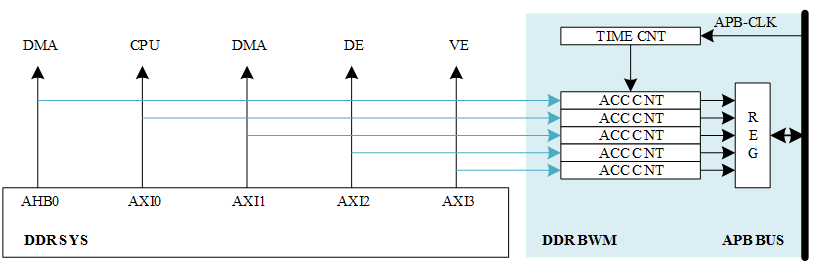 APB-CLK
TIME CNT
DMA CPU DMA DE VE
ACC CNT
ACC CNT
ACC CNT
ACC CNT
ACC CNT
R
E
G
AHB0 AXI0 AXI1 AXI2 AXI3
DDR SYS DDR BWM APB BUS